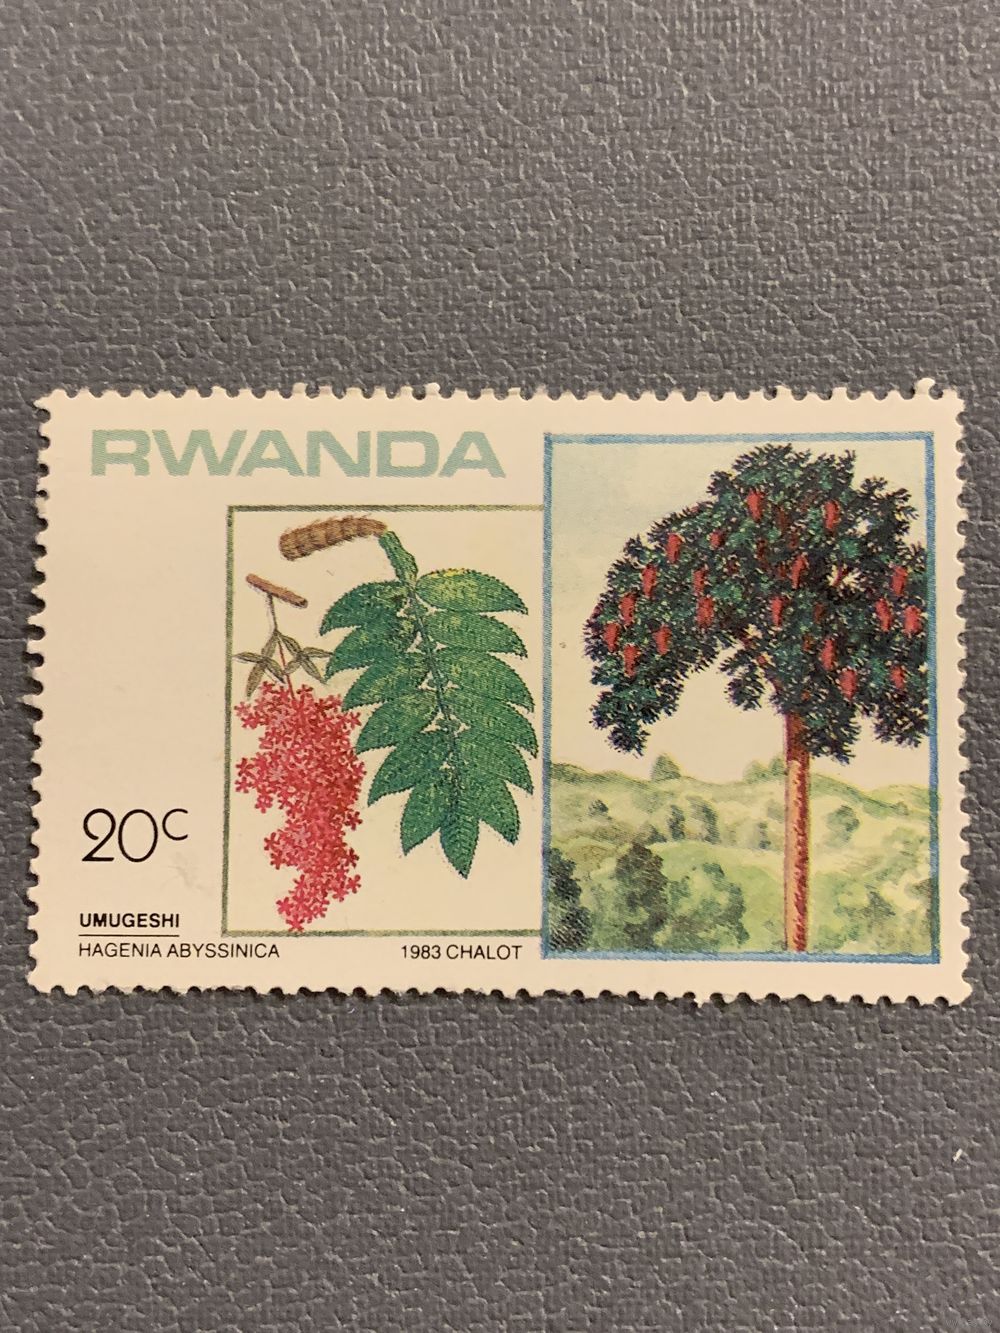 RWANDA
20c
UMUGESHI
HAGENIA ABYSSINICA
1983 CHALOT